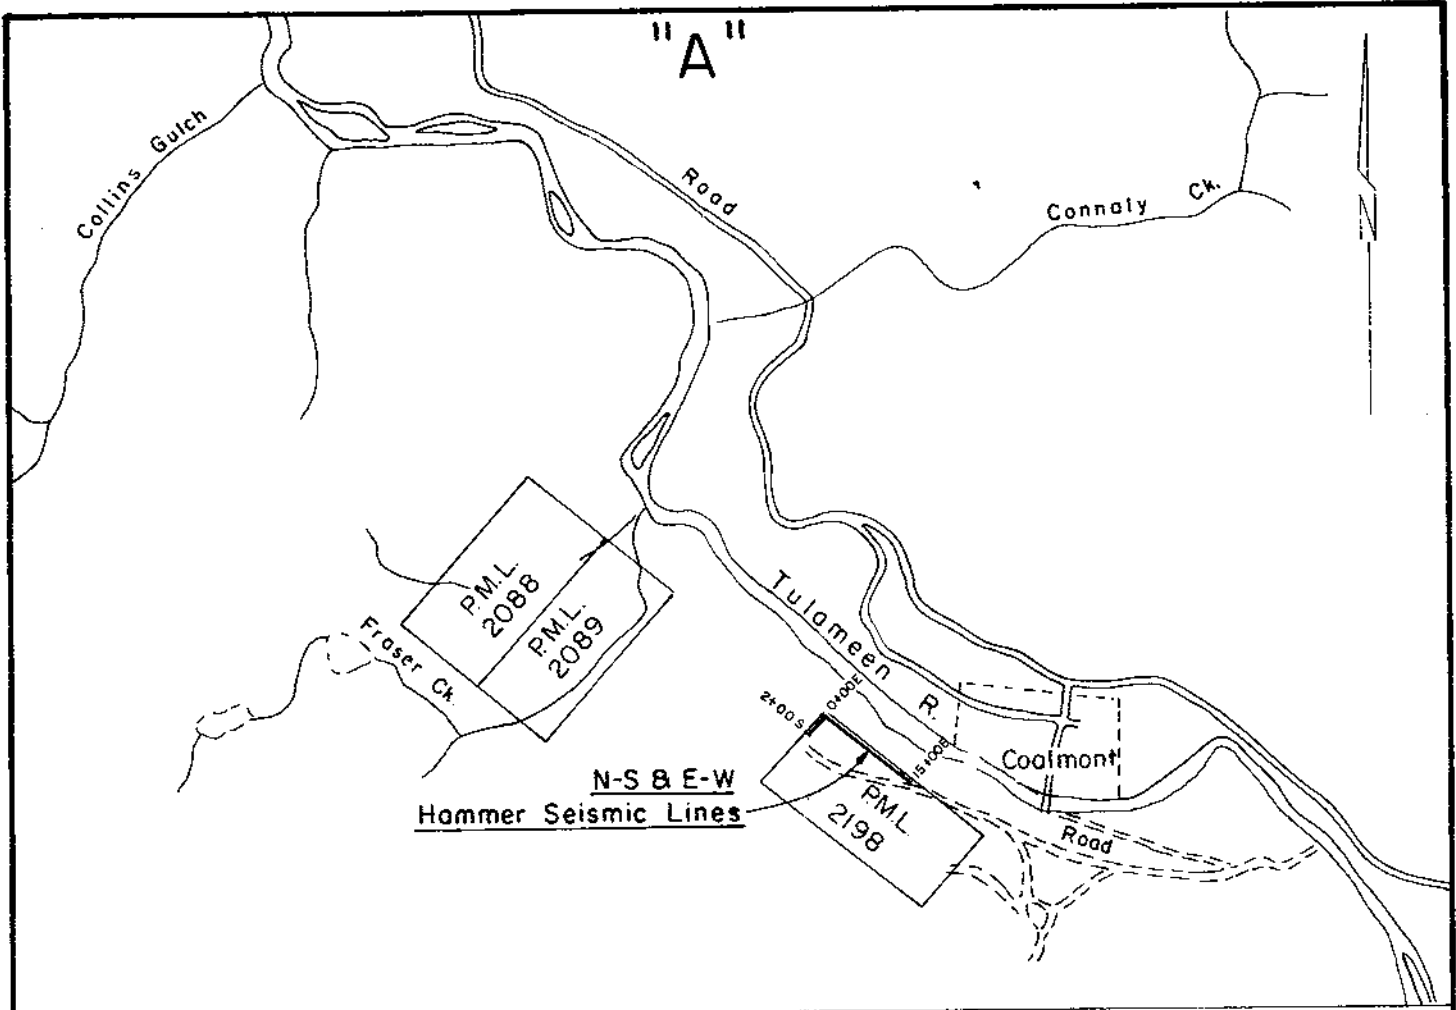 "A"
Collins Gulch
Road
Connaly Ck.
N
P.M.L.
2088
P.M.L.
2089
Fraser Ck.
Tulameen R.
2+00S
0+00E
15+00E
Coalmont
N-S & E-W
Hammer Seismic Lines
P.M.L.
2198
Road